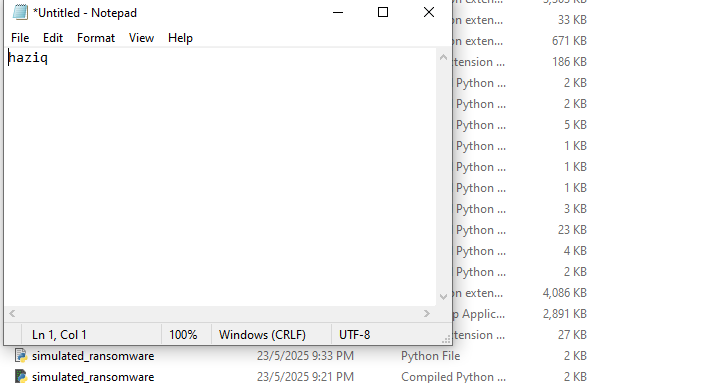 *Untitled - Notepad
File Edit Format View Help
haziq
Ln 1, Col 1 100% Windows (CRLF) UTF-8
on exten... 33 KB
on exten... 671 KB
xtension ... 186 KB
Python ... 2 KB
Python ... 2 KB
Python ... 5 KB
Python ... 1 KB
Python ... 1 KB
Python ... 1 KB
Python ... 3 KB
Python ... 23 KB
Python ... 4 KB
Python ... 2 KB
on exten... 4,086 KB
p Applic... 2,891 KB
xtension ... 27 KB
simulated_ransomware 23/5/2025 9:33 PM Python File 2 KB
simulated_ransomware 23/5/2025 9:21 PM Compiled Python ... 2 KB